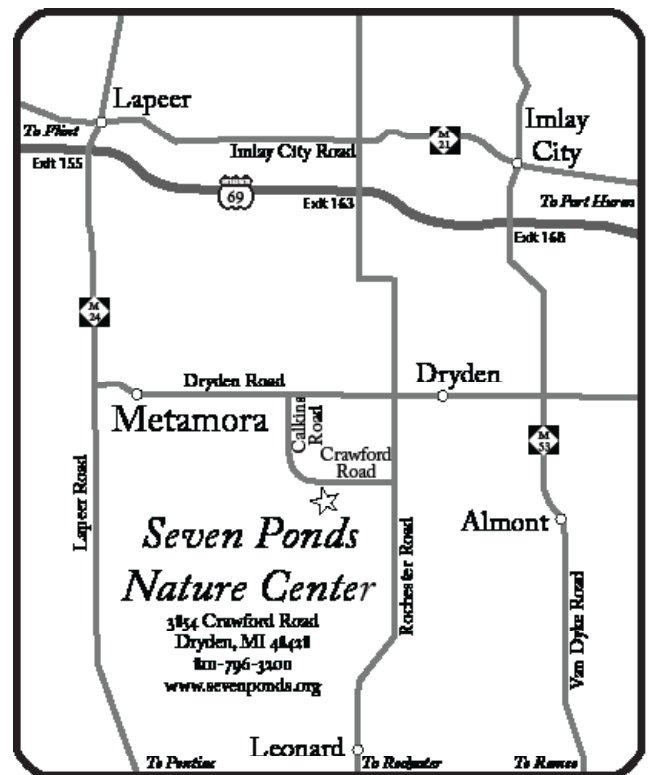 Lapeer
To Flint
Exit 155
Imlay City Road
M
21
Imlay
City
69
Exit 163
To Port Huron
Exit 168
M
24
Dryden Road
Dryden
Metamora
Calkins
Road
Crawford
Road
M
53
Lapeer Road
Almont
Seven Ponds
Nature Center
3854 Crawford Road
Dryden, MI 48428
810-796-3200
www.sevenponds.org
Rochester Road
Van Dyke Road
Leonard
To Pontiac
To Rochester
To Romeo